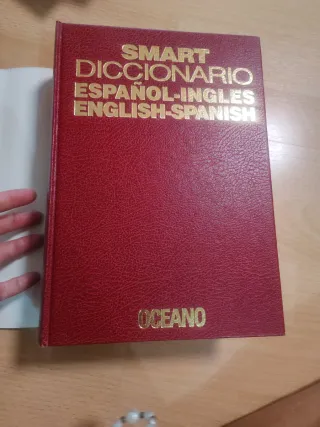 SMART
DICCIONARIO
ESPAÑOL-INGLES
ENGLISH-SPANISH
OCEANO